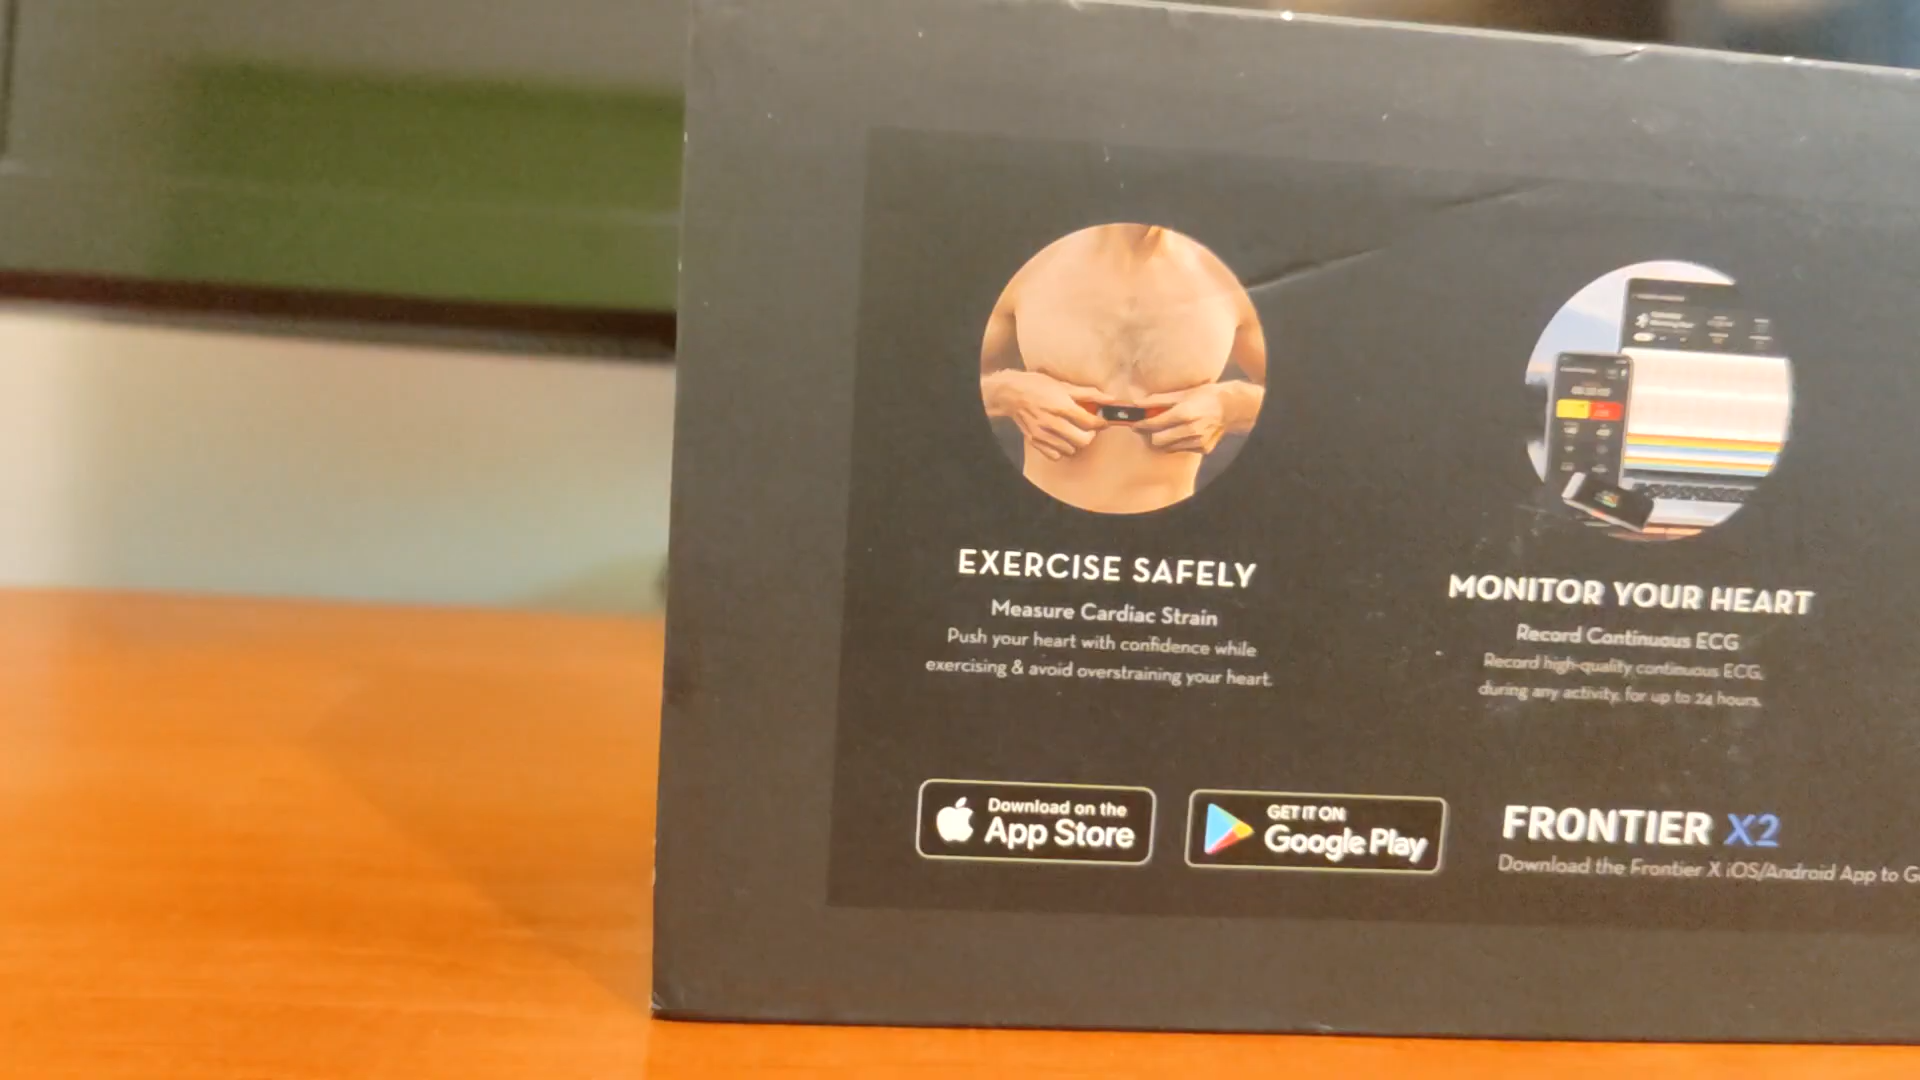 EXERCISE SAFELY
Measure Cardiac Strain
Push your heart with confidence while
exercising & avoid overstraining your heart.
MONITOR YOUR HEART
Record Continuous ECG
Record high-quality continuous ECG,
during any activity, for up to 24 hours.
Download on the
App Store
GET IT ON
Google Play
FRONTIER X2
Download the Frontier X iOS/Android App to